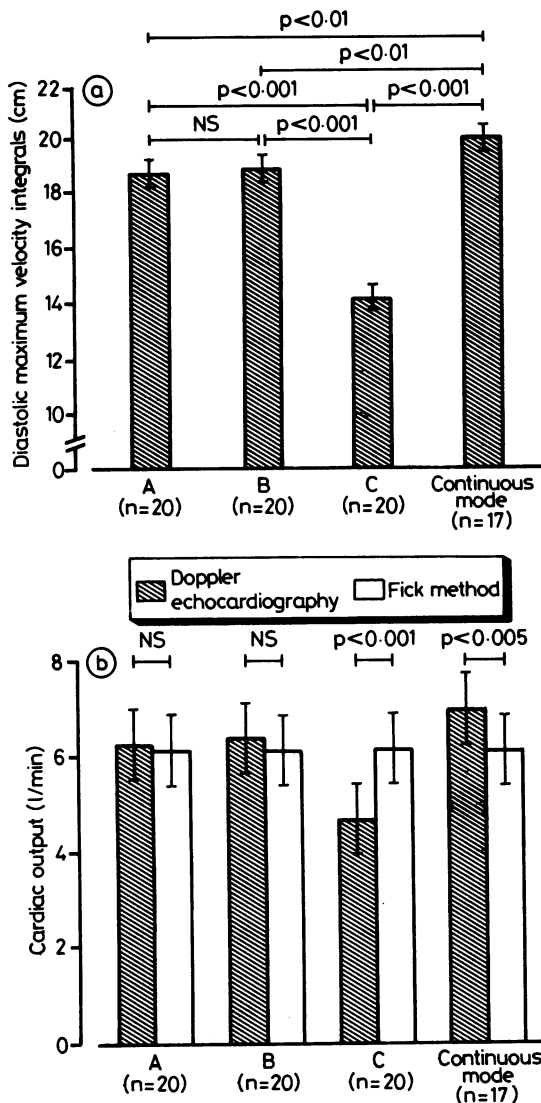 p<0·01
p<0·01
p<0·001 p<0·001
NS p<0·001
a
Diastolic maximum velocity integrals (cm)
22
20
18
16
14
12
10
0
A B C Continuous mode
(n=20) (n=20) (n=20) (n=17)
Doppler echocardiography Fick method
NS NS p<0·001 p<0·005
b
Cardiac output (l/min)
8
6
4
2
0
A B C Continuous mode
(n=20) (n=20) (n=20) (n=17)